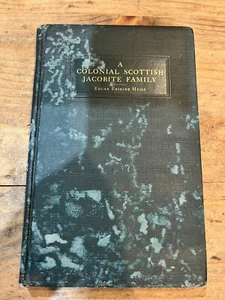 A
COLONIAL SCOTTISH
JACOBITE FAMILY
EDGAR ERSKINE HUME